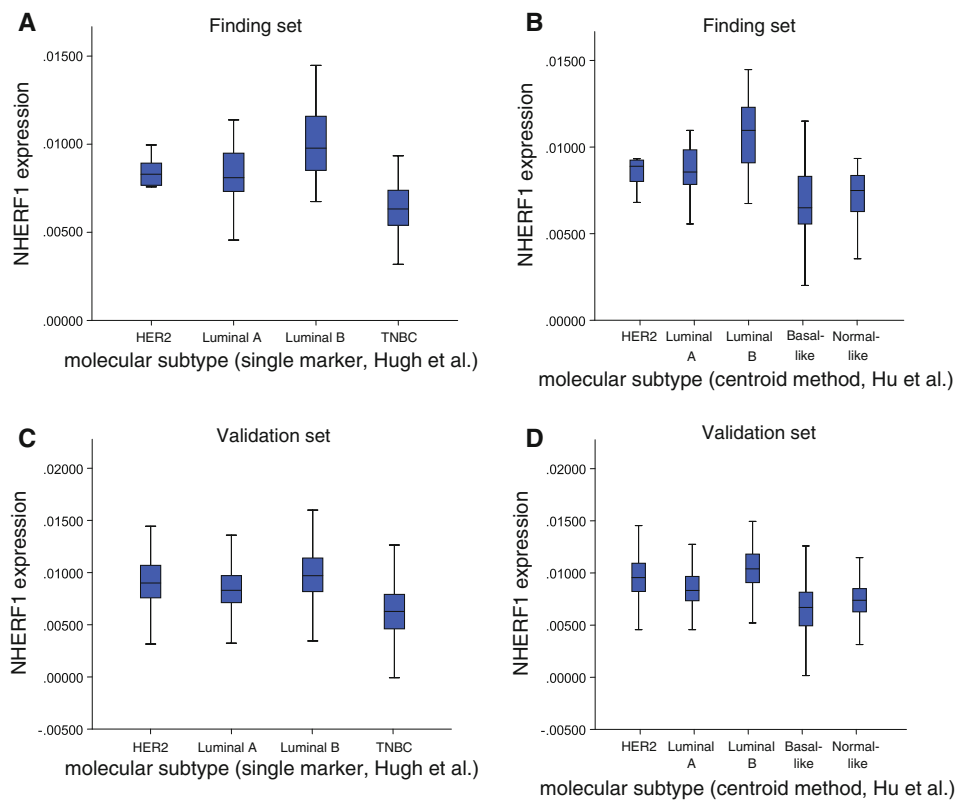 A
Finding set
.01500
.01000
.00500
.00000
NHERF1 expression
HER2 Luminal A Luminal B TNBC
molecular subtype (single marker, Hugh et al.)
B
Finding set
.01500
.01000
.00500
.00000
NHERF1 expression
HER2 Luminal Luminal Basal- Normal-
A B like like
molecular subtype (centroid method, Hu et al.)
C
Validation set
.02000
.01500
.01000
.00500
.00000
-.00500
NHERF1 expression
HER2 Luminal A Luminal B TNBC
molecular subtype (single marker, Hugh et al.)
D
Validation set
.02000
.01500
.01000
.00500
.00000
-.00500
NHERF1 expression
HER2 Luminal Luminal Basal- Normal-
A B like like
molecular subtype (centroid method, Hu et al.)